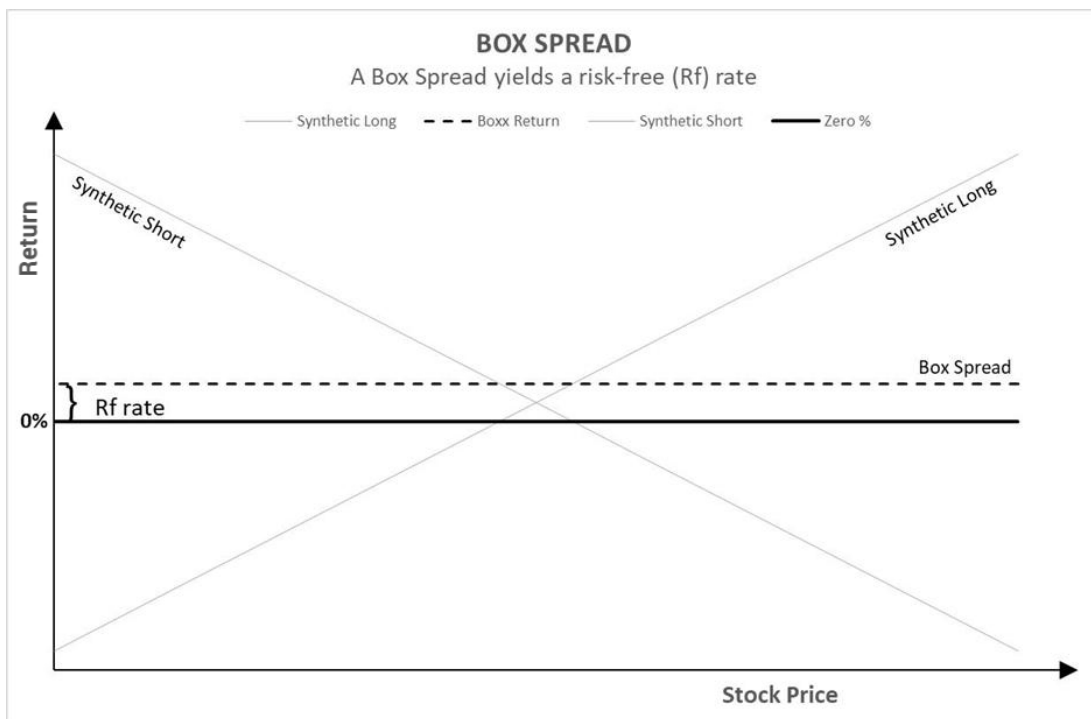 BOX SPREAD
A Box Spread yields a risk-free (Rf) rate
Synthetic Long
Boxx Return
Synthetic Short
Zero %
Synthetic Short
Synthetic Long
Return
Box Spread
Rf rate
0%
Stock Price